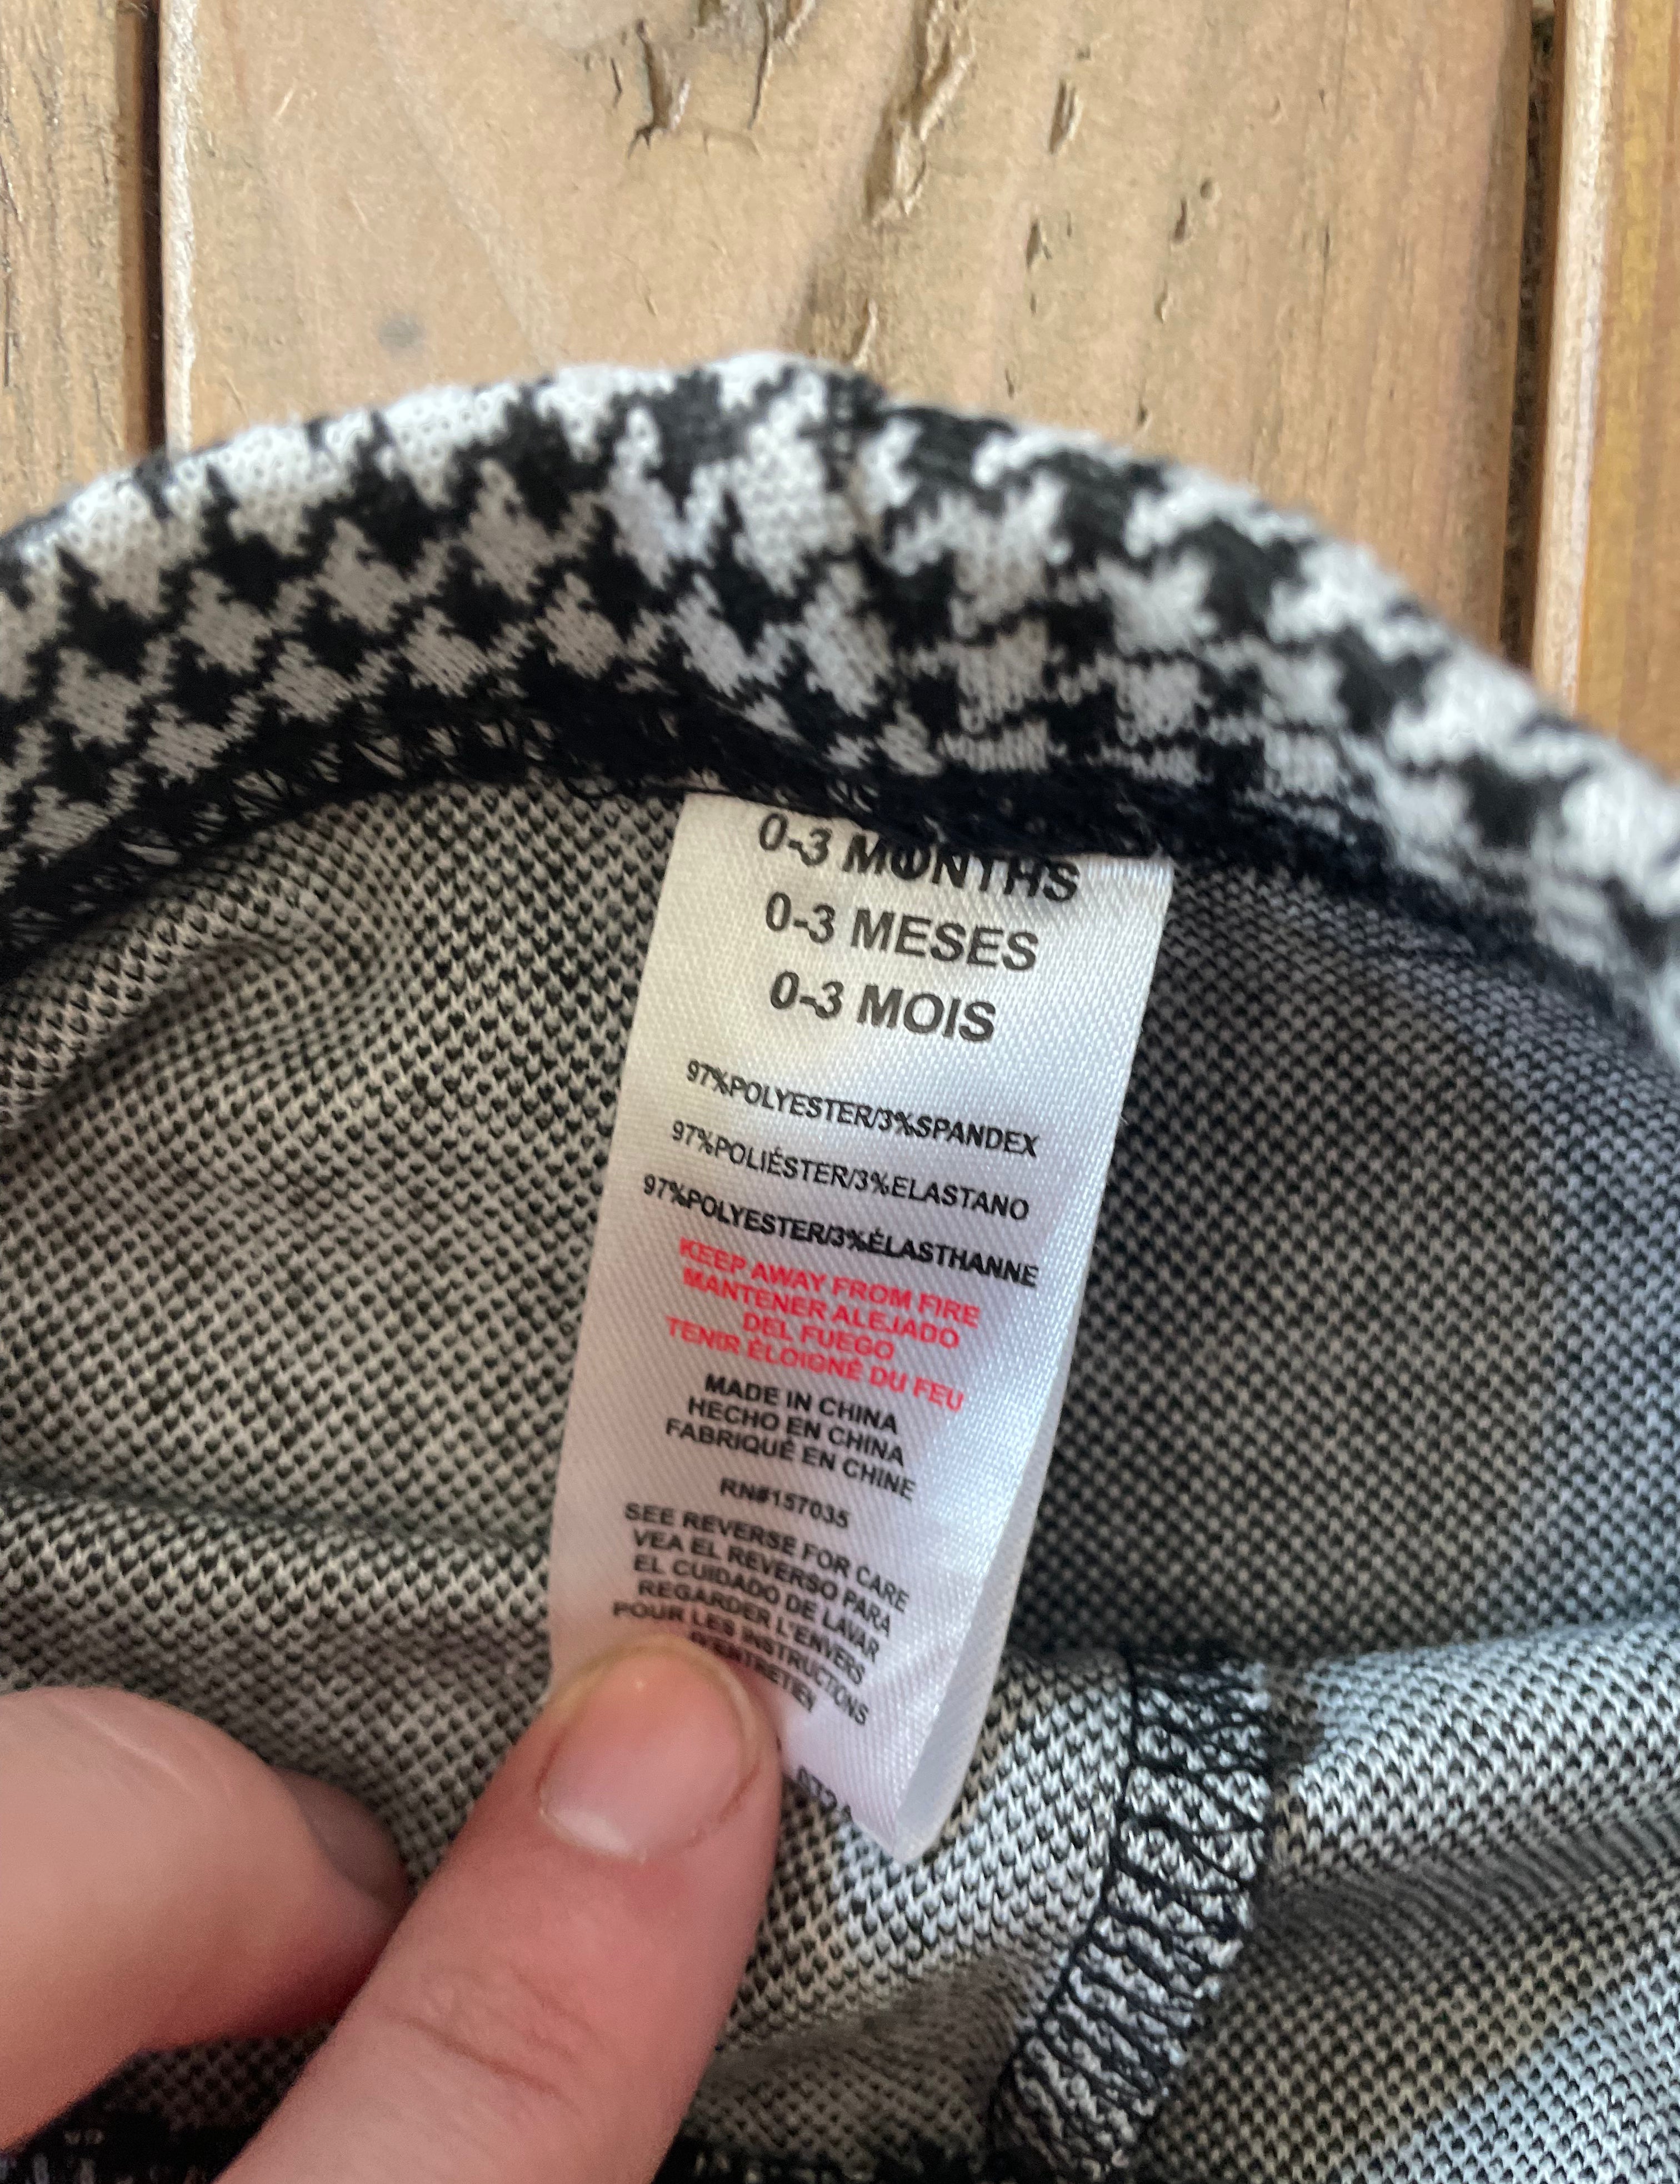 0-3 MONTHS
0-3 MESES
0-3 MOIS
97%POLYESTER/3%SPANDEX
97%POLIÉSTER/3%ELASTANO
97%POLYESTER/3%ÉLASTHANNE
KEEP AWAY FROM FIRE
MANTENER ALEJADO
DEL FUEGO
TENIR ÉLOIGNÉ DU FEU
MADE IN CHINA
HECHO EN CHINA
FABRIQUÉ EN CHINE
RN#157035
SEE REVERSE FOR CARE
VEA EL REVERSO PARA
EL CUIDADO DE LAVAR
REGARDER L'ENVERS
POUR LES INSTRUCTIONS
D'ENTRETIEN